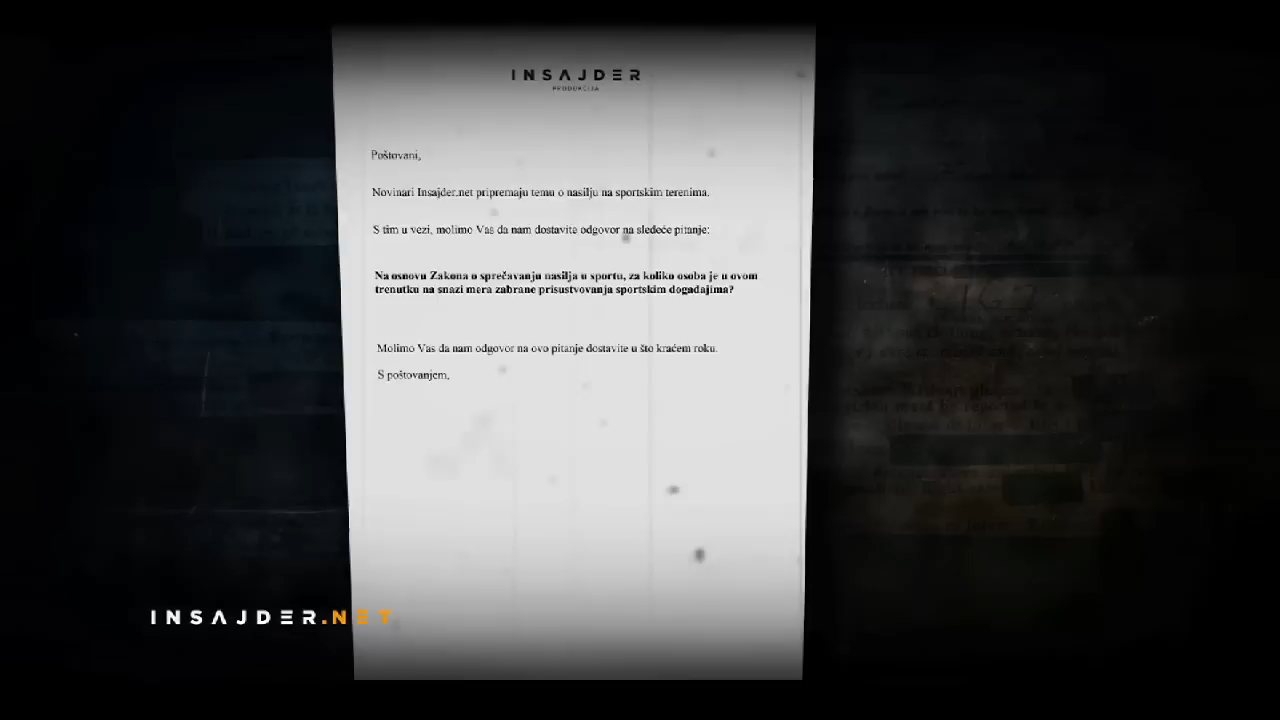 INSAJDER
PRODUKCIJA
Poštovani,
Novinari Insajder.net pripremaju temu o nasilju na sportskim terenima.
S tim u vezi, molimo Vas da nam dostavite odgovor na sledeće pitanje:
Na osnovu Zakona o sprečavanju nasilja u sportu, za koliko osoba je u ovom
trenutku na snazi mera zabrane prisustvovanja sportskim događajima?
Molimo Vas da nam odgovor na ovo pitanje dostavite u što kraćem roku.
S poštovanjem,
INSAJDER.NET